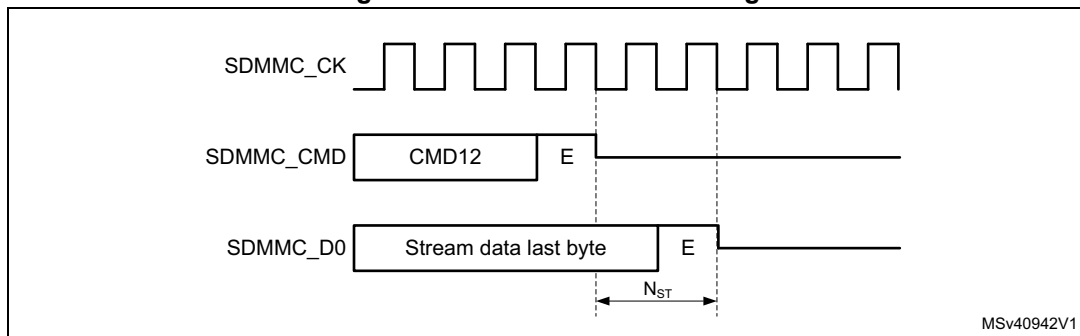 SDMMC_CK
SDMMC_CMD CMD12 E
SDMMC_D0 Stream data last byte E
NST
MSv40942V1